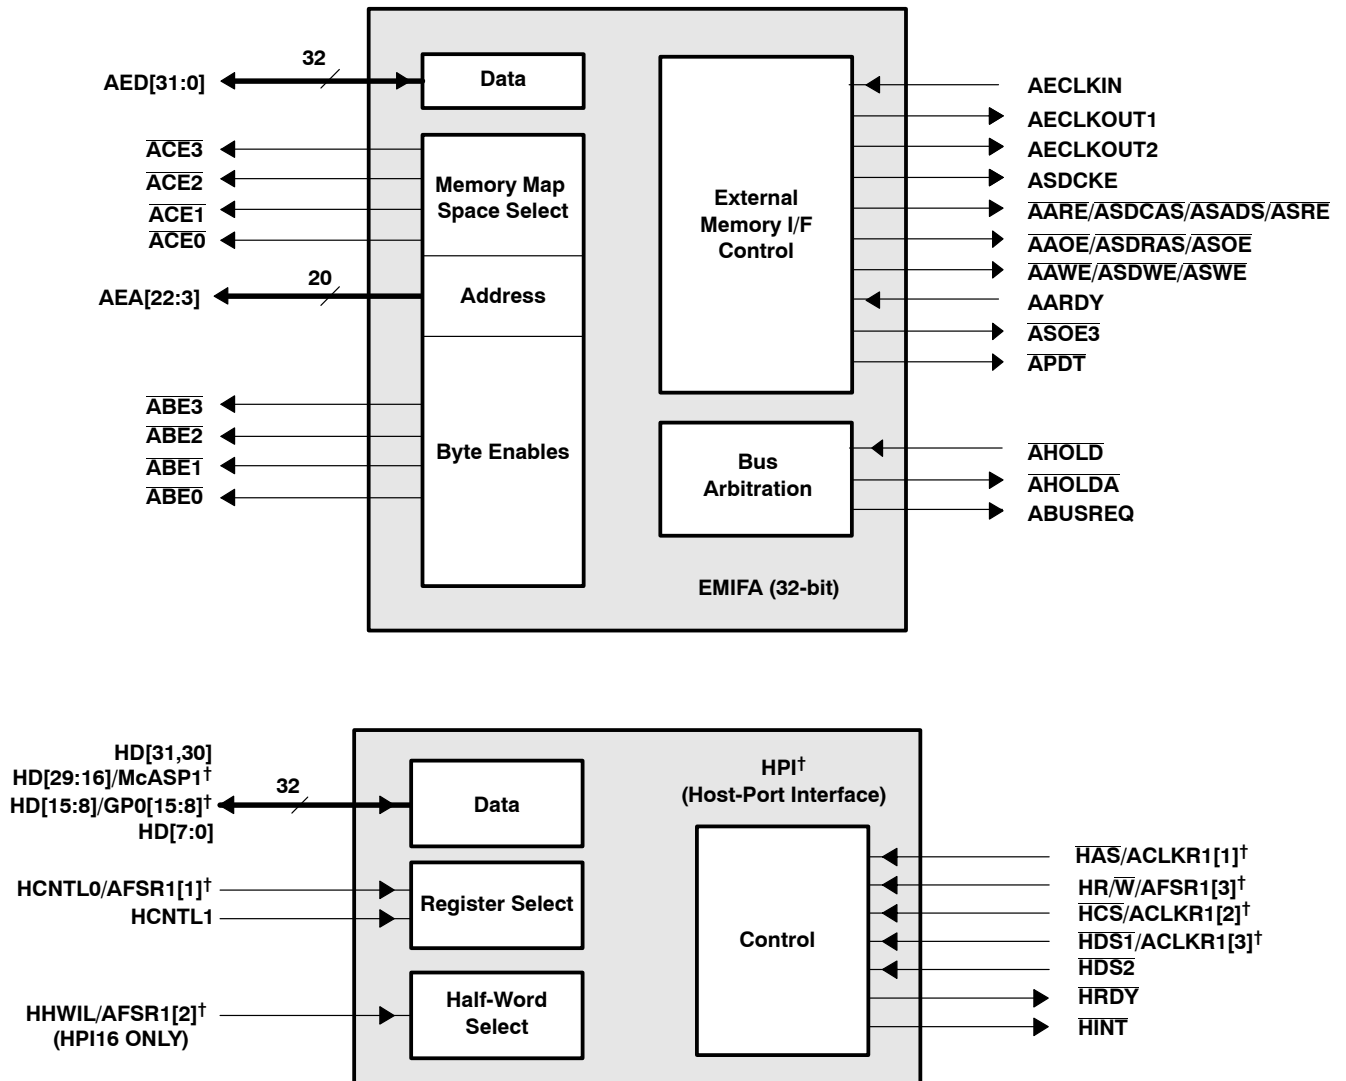 32
AED[31:0]
Data
ACE3
ACE2
ACE1
ACE0
Memory Map
Space Select
20
AEA[22:3]
Address
ABE3
ABE2
ABE1
ABE0
Byte Enables
External
Memory I/F
Control
AECLKIN
AECLKOUT1
AECLKOUT2
ASDCKE
AARE/ASDCAS/ASADS/ASRE
AAOE/ASDRAS/ASOE
AAWE/ASDWE/ASWE
AARDY
ASOE3
APDT
Bus
Arbitration
AHOLD
AHOLDA
ABUSREQ
EMIFA (32-bit)
HD[31,30]
HD[29:16]/McASP1†
HD[15:8]/GP0[15:8]†
HD[7:0]
32
Data
HCNTL0/AFSR1[1]†
HCNTL1
Register Select
HHWIL/AFSR1[2]†
(HPI16 ONLY)
Half-Word
Select
HPI†
(Host-Port Interface)
Control
HAS/ACLKR1[1]†
HR/W/AFSR1[3]†
HCS/ACLKR1[2]†
HDS1/ACLKR1[3]†
HDS2
HRDY
HINT